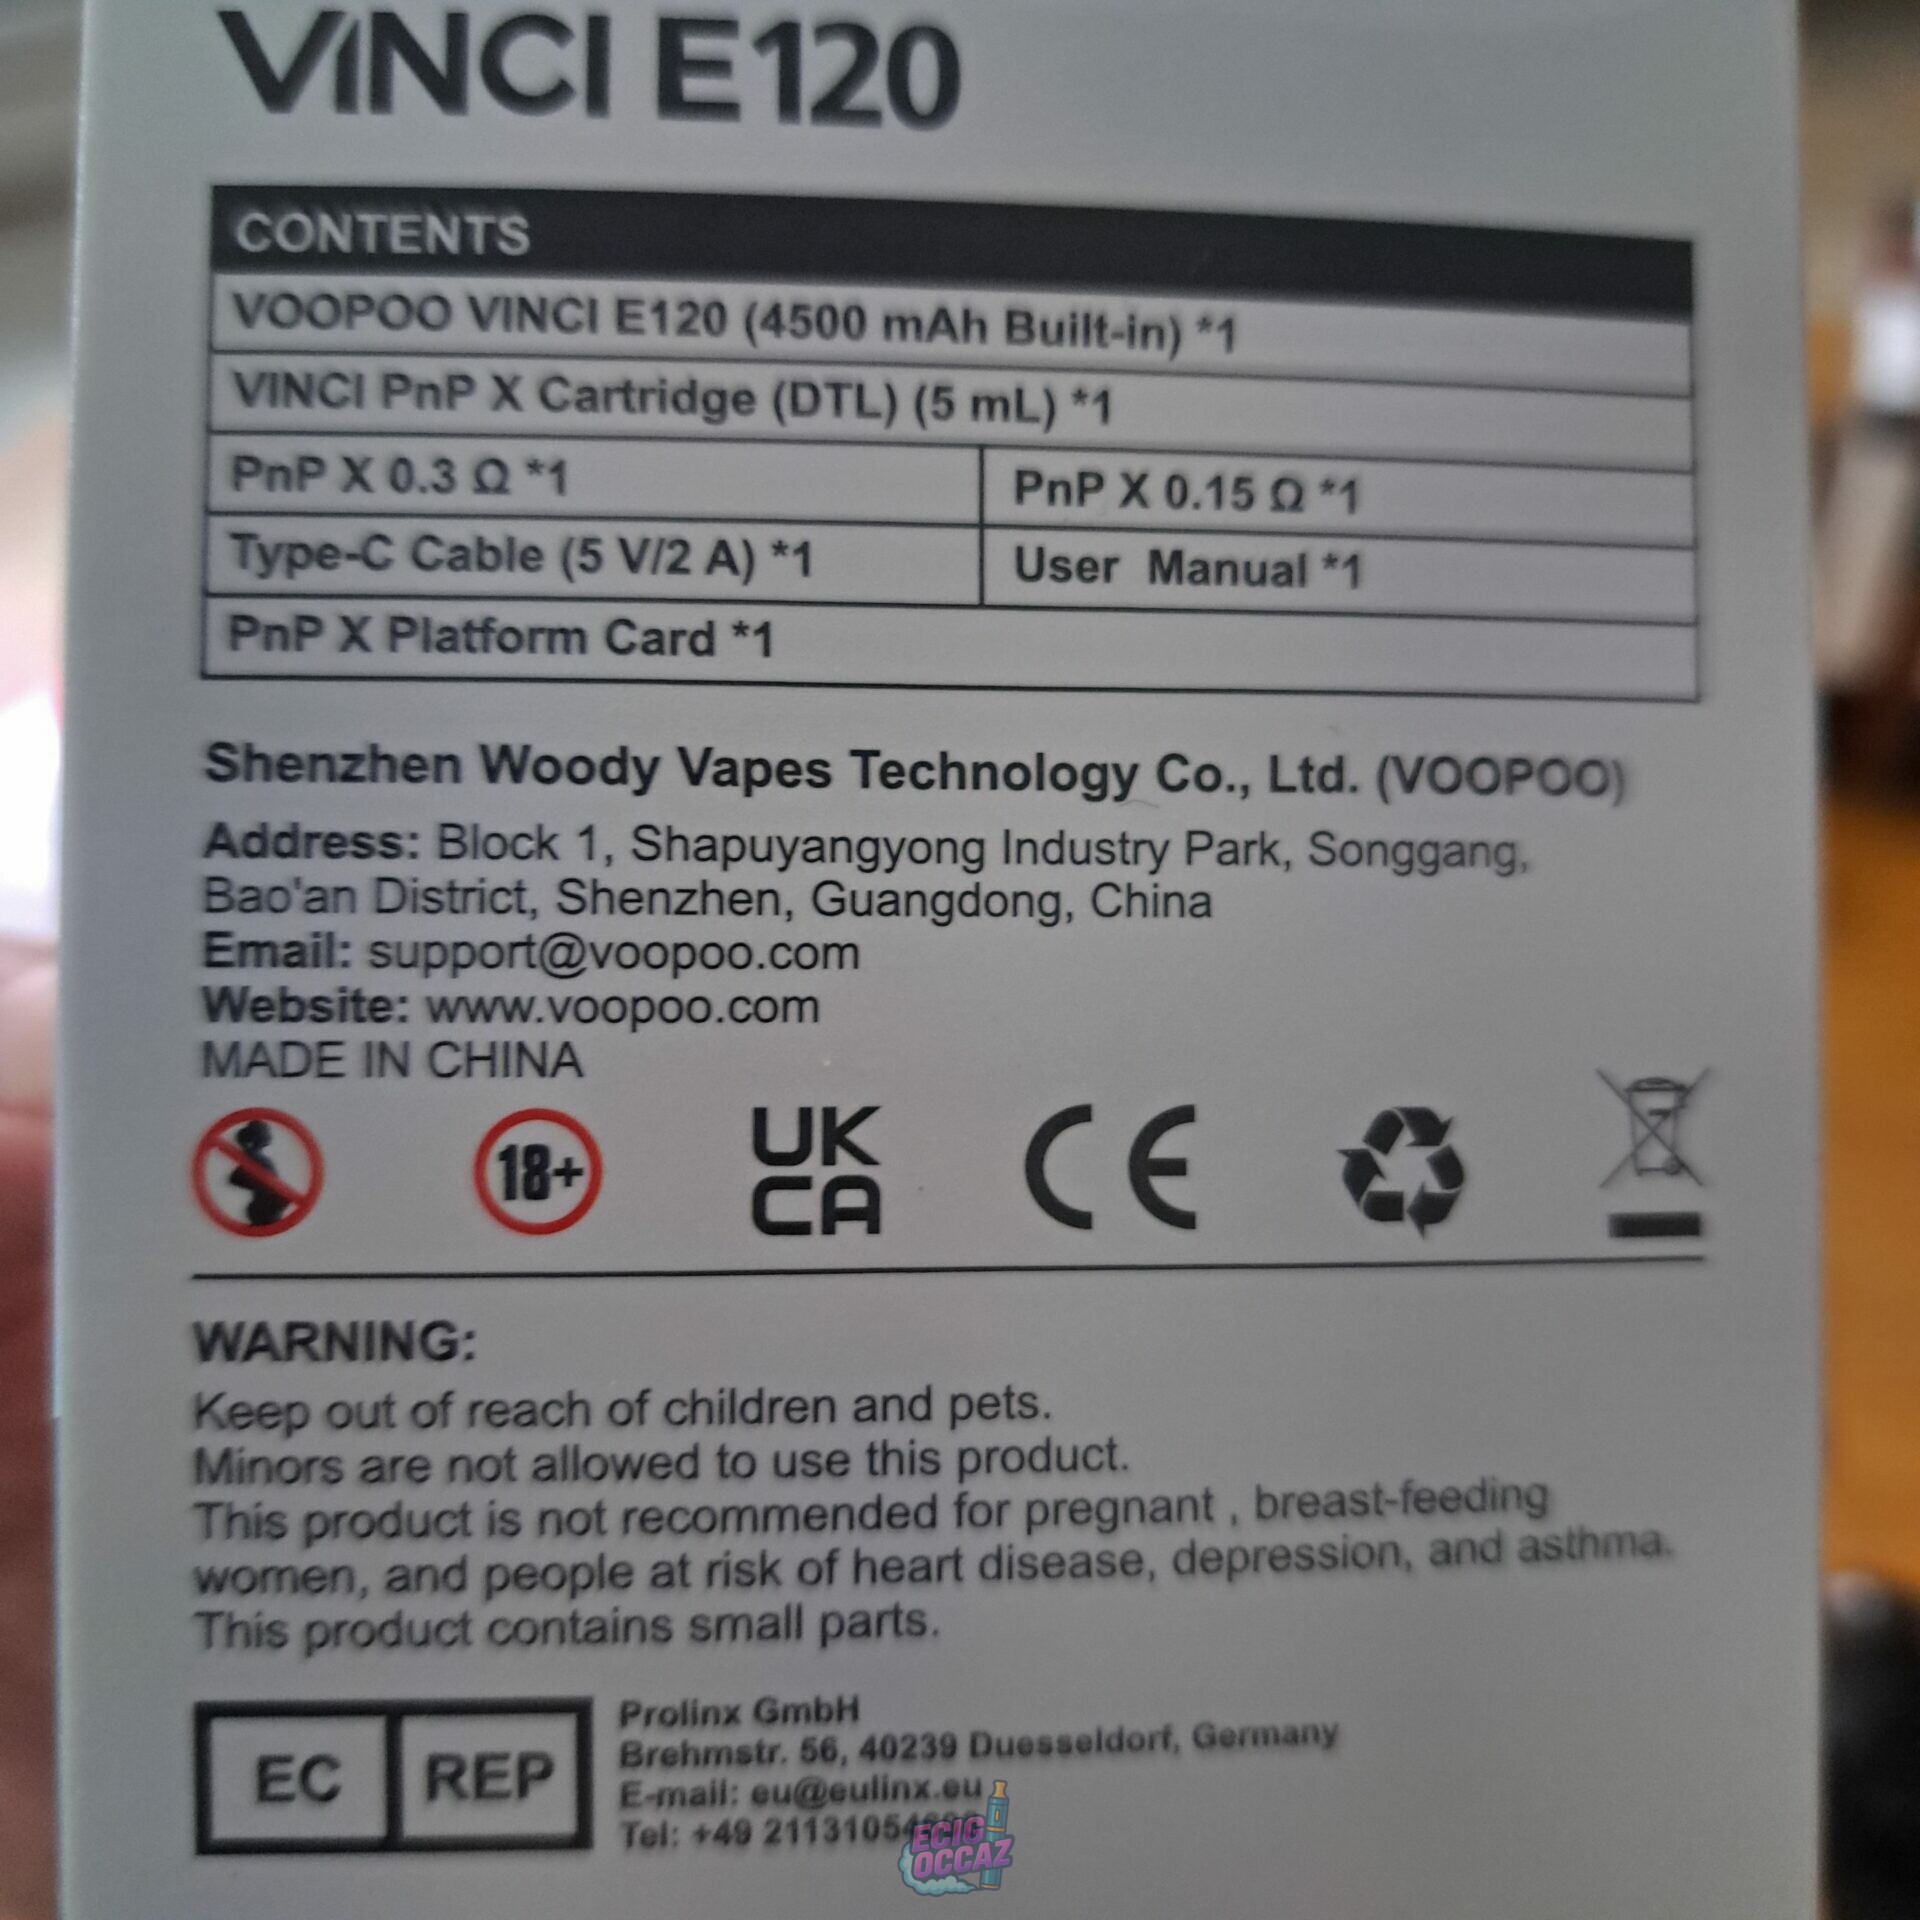 VINCI E120
CONTENTS
VOOPOO VINCI E120 (4500 mAh Built-in) *1
VINCI PnP X Cartridge (DTL) (5 mL) *1
PnP X 0.3 Ω *1
PnP X 0.15 Ω *1
Type-C Cable (5 V/2 A) *1
User Manual *1
PnP X Platform Card *1
Shenzhen Woody Vapes Technology Co., Ltd. (VOOPOO)
Address: Block 1, Shapuyangyong Industry Park, Songgang,
Bao'an District, Shenzhen, Guangdong, China
Email: support@voopoo.com
Website: www.voopoo.com
MADE IN CHINA
18+
UK
CA
CE
WARNING:
Keep out of reach of children and pets.
Minors are not allowed to use this product.
This product is not recommended for pregnant , breast-feeding
women, and people at risk of heart disease, depression, and asthma.
This product contains small parts.
EC REP
Prolinx GmbH
Brehmstr. 56, 40239 Duesseldorf, Germany
E-mail: eu@eulinx.eu
Tel: +49
ECIG
OCCAZ